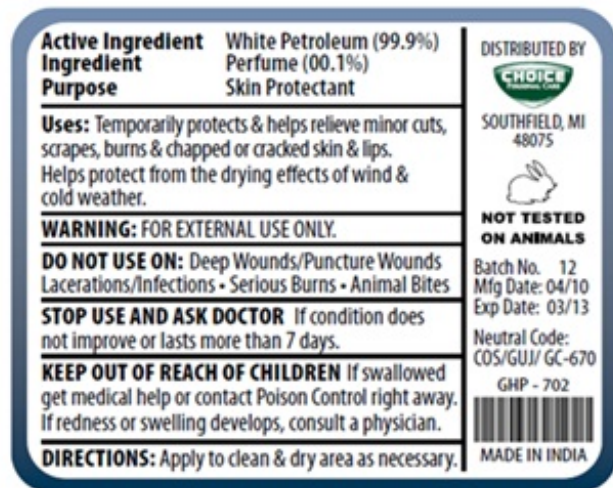 Active Ingredient White Petroleum (99.9%)
Ingredient Perfume (00.1%)
Purpose Skin Protectant
Uses: Temporarily protects & helps relieve minor cuts,
scrapes, burns & chapped or cracked skin & lips.
Helps protect from the drying effects of wind &
cold weather.
WARNING: FOR EXTERNAL USE ONLY.
DO NOT USE ON: Deep Wounds/Puncture Wounds
Lacerations/Infections • Serious Burns • Animal Bites
STOP USE AND ASK DOCTOR If condition does
not improve or lasts more than 7 days.
KEEP OUT OF REACH OF CHILDREN If swallowed
get medical help or contact Poison Control right away.
If redness or swelling develops, consult a physician.
DIRECTIONS: Apply to clean & dry area as necessary.
DISTRIBUTED BY
CHOICE
PERSONAL CARE
SOUTHFIELD, MI
48075
NOT TESTED
ON ANIMALS
Batch No. 12
Mfg Date: 04/10
Exp Date: 03/13
Neutral Code:
COS/GUJ/ GC-670
GHP - 702
MADE IN INDIA